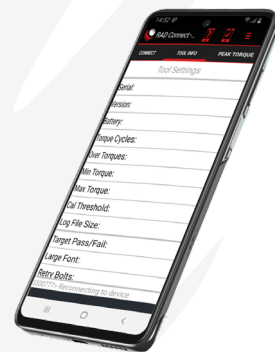 14:52
RAD Connect -...
CONNECT TOOL INFO PEAK TORQUE
Tool Settings
Serial:
Version:
Battery:
Torque Cycles:
Over Torques:
Min Torque:
Max Torque:
Cal Threshold:
Log File Size:
Target Pass/Fail:
Large Font:
Retry Bolts:
Reconnecting to device